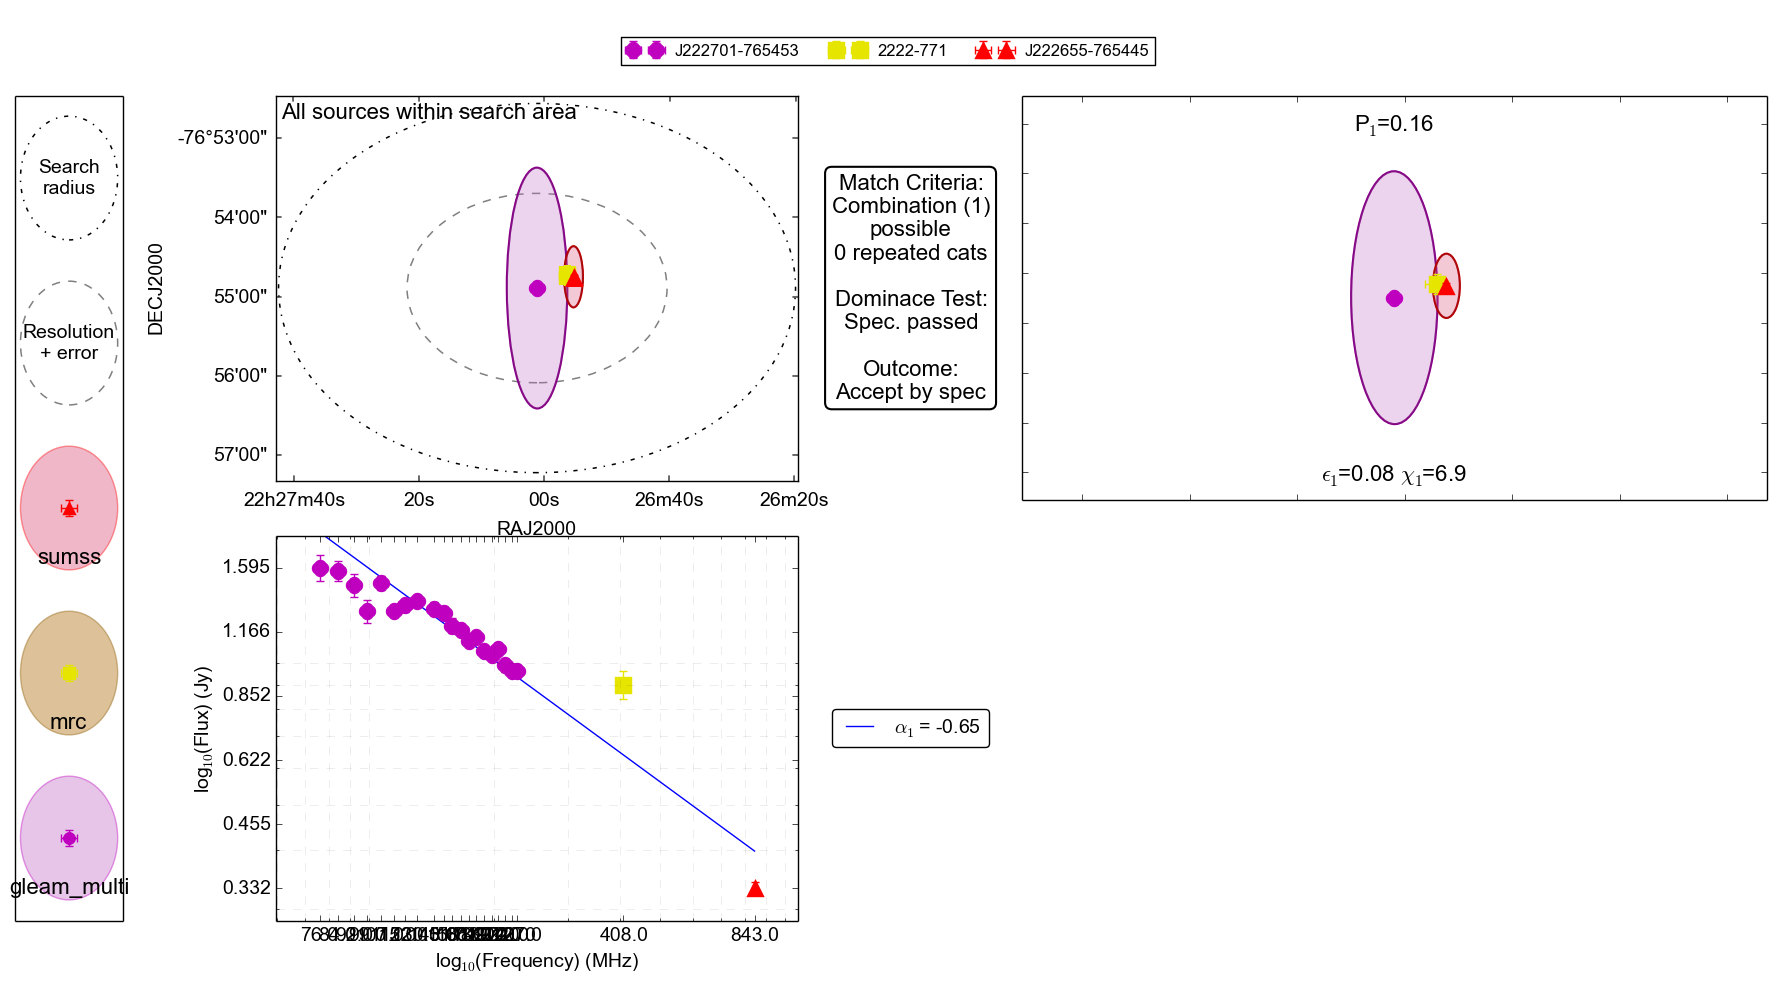 J222701-765453
2222-771
J222655-765445
Search
radius
Resolution
+ error
sumss
mrc
gleam_multi
All sources within search area
DECJ2000
-76°53'00"
54'00"
55'00"
56'00"
57'00"
22h27m40s
20s
00s
26m40s
26m20s
RAJ2000
Match Criteria:
Combination (1)
possible
0 repeated cats
Dominace Test:
Spec. passed
Outcome:
Accept by spec
P₁=0.16
ϵ₁=0.08 χ₁=6.9
log₁₀(Flux) (Jy)
1.595
1.166
0.852
0.622
0.455
0.332
408.0
843.0
log₁₀(Frequency) (MHz)
α₁ = -0.65